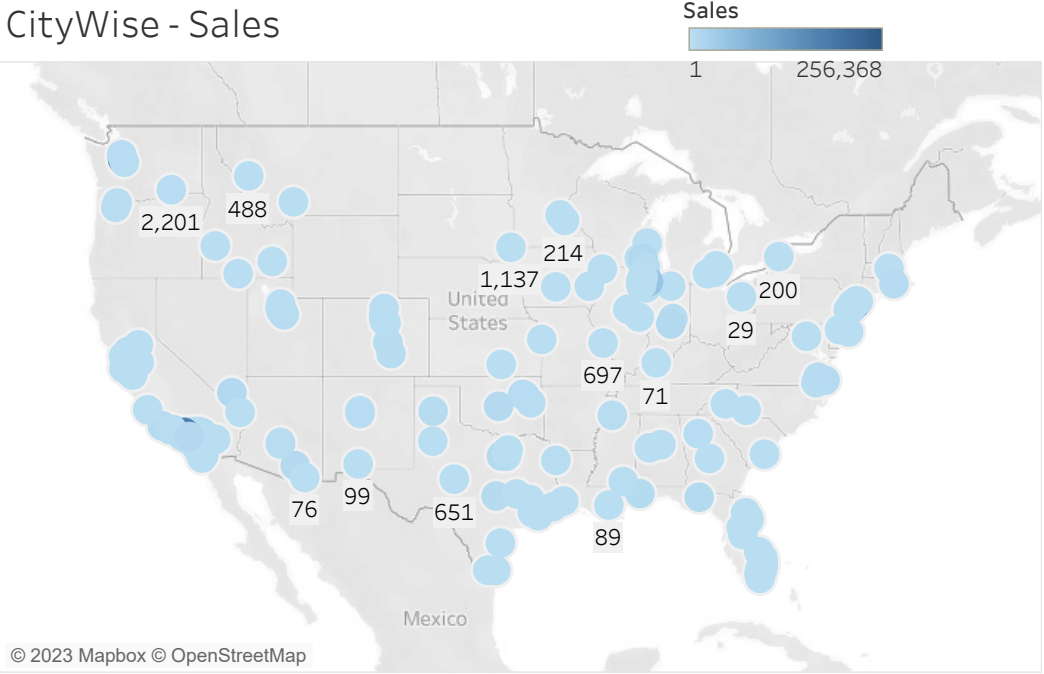 CityWise - Sales
Sales
1 256,368
2,201
488
214
1,137
United
States
200
29
697
71
76
99
651
89
Mexico
© 2023 Mapbox © OpenStreetMap